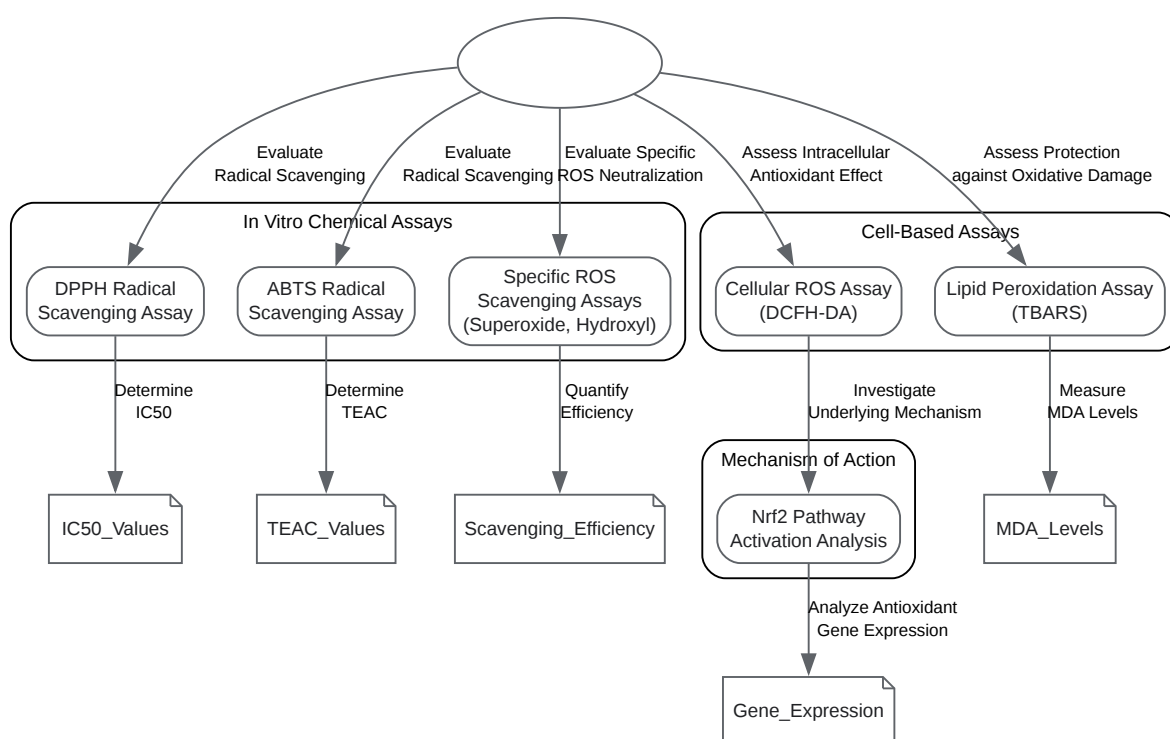 Evaluate
Radical Scavenging
Evaluate
Radical Scavenging
Evaluate Specific
ROS Neutralization
Assess Intracellular
Antioxidant Effect
Assess Protection
against Oxidative Damage
In Vitro Chemical Assays
Cell-Based Assays
DPPH Radical
Scavenging Assay
ABTS Radical
Scavenging Assay
Specific ROS
Scavenging Assays
(Superoxide, Hydroxyl)
Cellular ROS Assay
(DCFH-DA)
Lipid Peroxidation Assay
(TBARS)
Determine
IC50
Determine
TEAC
Quantify
Efficiency
Investigate
Underlying Mechanism
Measure
MDA Levels
Mechanism of Action
IC50_Values
TEAC_Values
Scavenging_Efficiency
Nrf2 Pathway
Activation Analysis
MDA_Levels
Analyze Antioxidant
Gene Expression
Gene_Expression